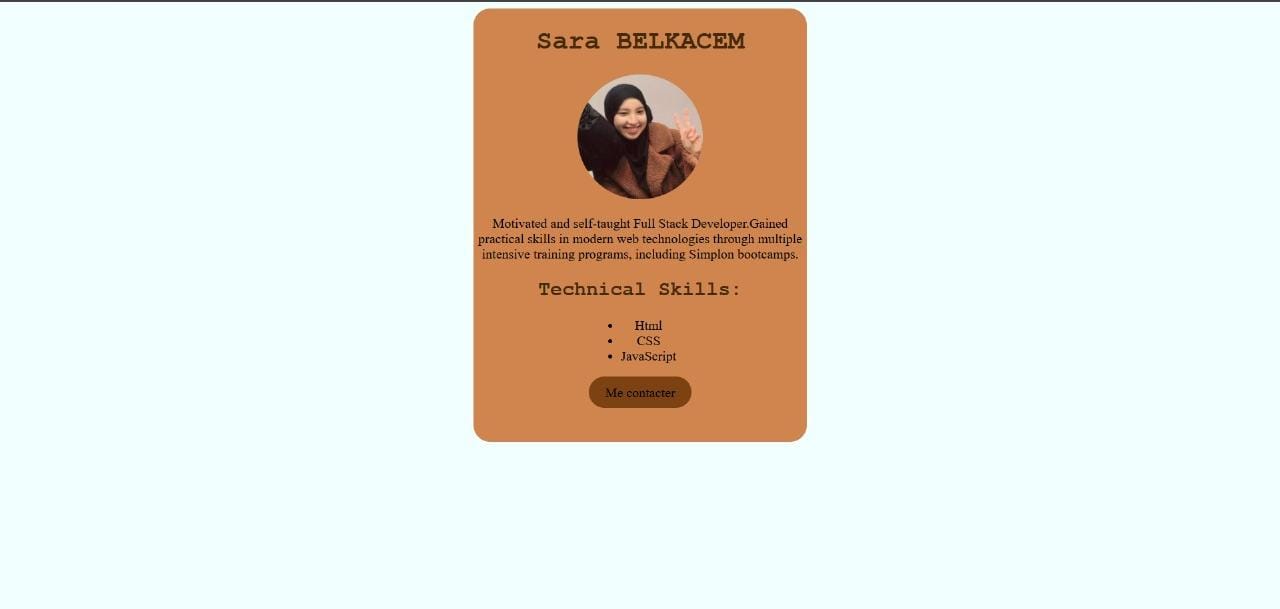 Sara BELKACEM
Motivated and self-taught Full Stack Developer.Gained
practical skills in modern web technologies through multiple
intensive training programs, including Simplon bootcamps.
Technical Skills:
Html
CSS
JavaScript
Me contacter